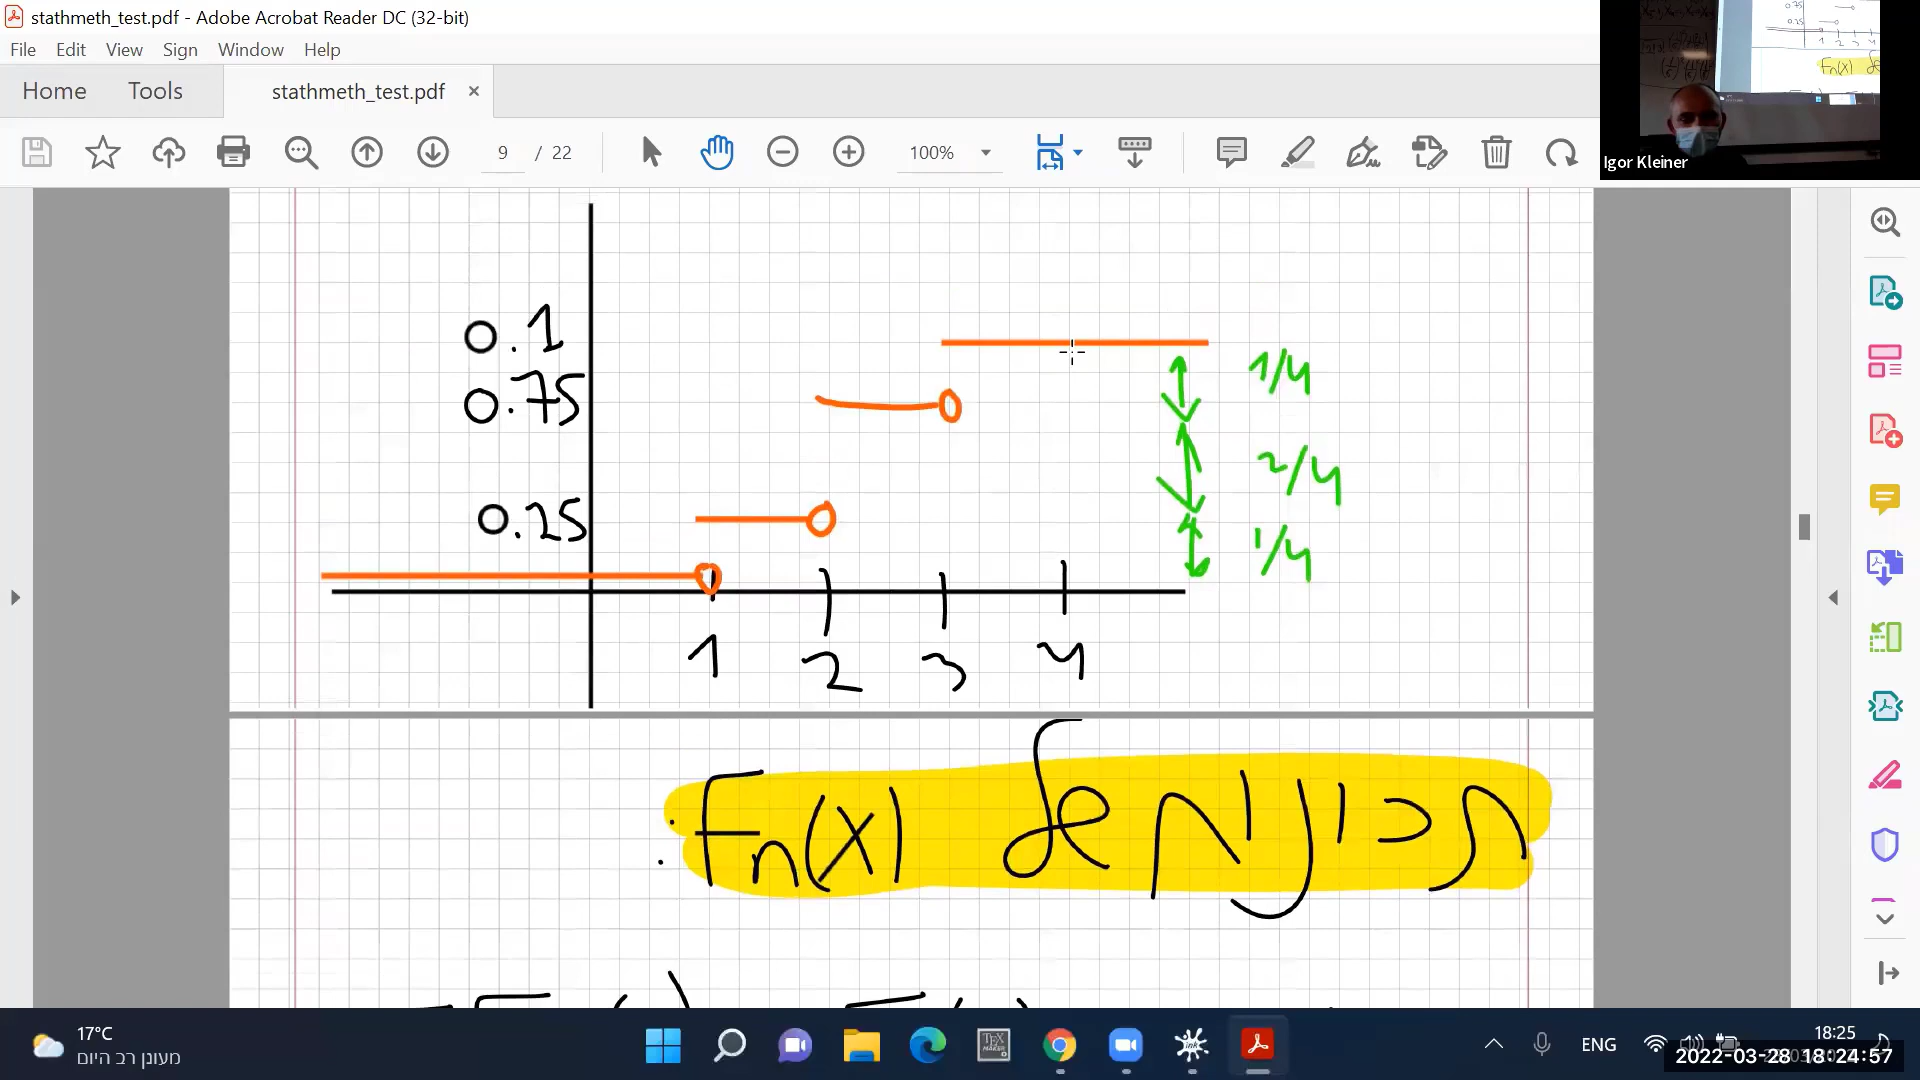 stathmeth_test.pdf - Adobe Acrobat Reader DC (32-bit)
File Edit View Sign Window Help
Home Tools stathmeth_test.pdf ×
9 / 22 100%
Igor Kleiner
0.1
0.75
0.25
1/4
2/4
1/4
1 2 3 4
תכונות של Fn(x)
17°C
מעונן רב היום
ENG
18:25
2022-03-28 18:24:57